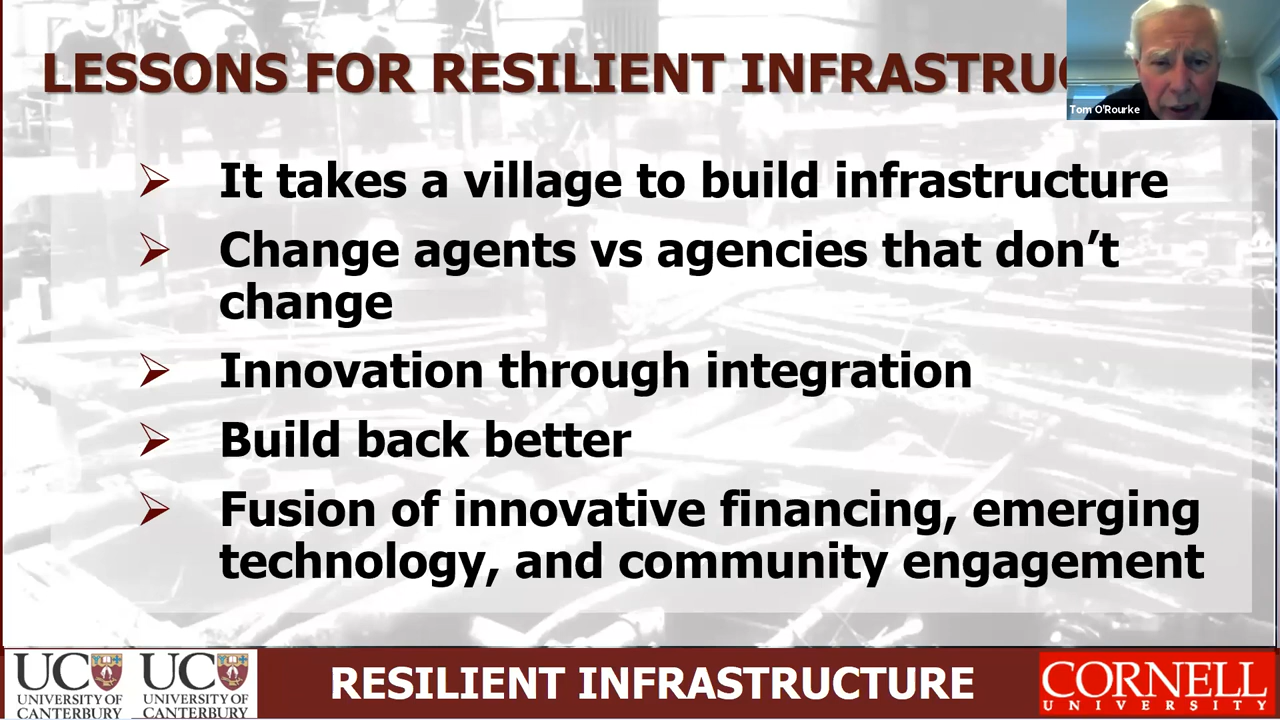 LESSONS FOR RESILIENT INFRASTRUC
Tom O'Rourke
It takes a village to build infrastructure
Change agents vs agencies that don’t
change
Innovation through integration
Build back better
Fusion of innovative financing, emerging
technology, and community engagement
UC
UNIVERSITY OF
CANTERBURY
UC
UNIVERSITY OF
CANTERBURY
RESILIENT INFRASTRUCTURE
CORNELL
UNIVERSITY